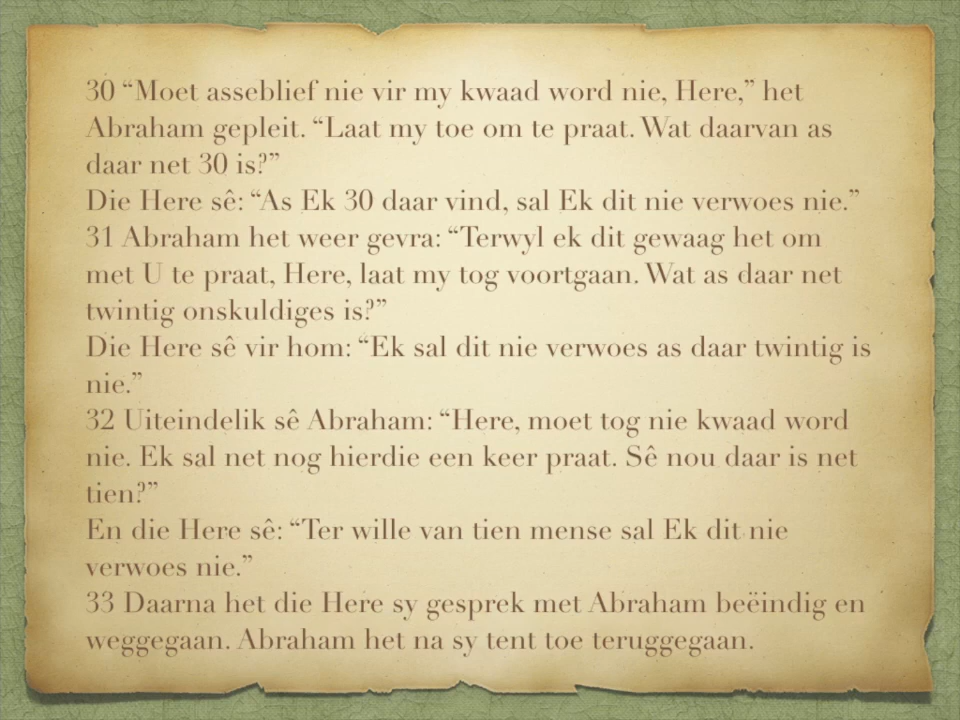 30 “Moet asseblief nie vir my kwaad word nie, Here,” het
Abraham gepleit. “Laat my toe om te praat. Wat daarvan as
daar net 30 is?”
Die Here sê: “As Ek 30 daar vind, sal Ek dit nie verwoes nie.”
31 Abraham het weer gevra: “Terwyl ek dit gewaag het om
met U te praat, Here, laat my tog voortgaan. Wat as daar net
twintig onskuldiges is?”
Die Here sê vir hom: “Ek sal dit nie verwoes as daar twintig is
nie.”
32 Uiteindelik sê Abraham: “Here, moet tog nie kwaad word
nie. Ek sal net nog hierdie een keer praat. Sê nou daar is net
tien?”
En die Here sê: “Ter wille van tien mense sal Ek dit nie
verwoes nie.”
33 Daarna het die Here sy gesprek met Abraham beëindig en
weggegaan. Abraham het na sy tent toe teruggegaan.